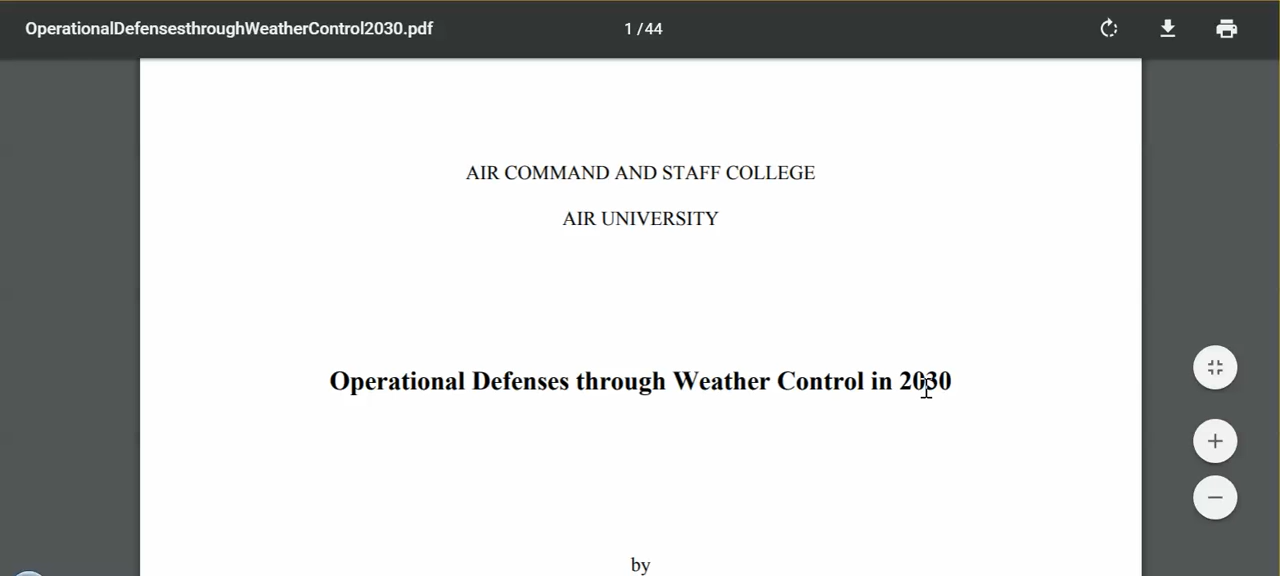 OperationalDefensesthroughWeatherControl2030.pdf
1 / 44
AIR COMMAND AND STAFF COLLEGE
AIR UNIVERSITY
Operational Defenses through Weather Control in 2030
by